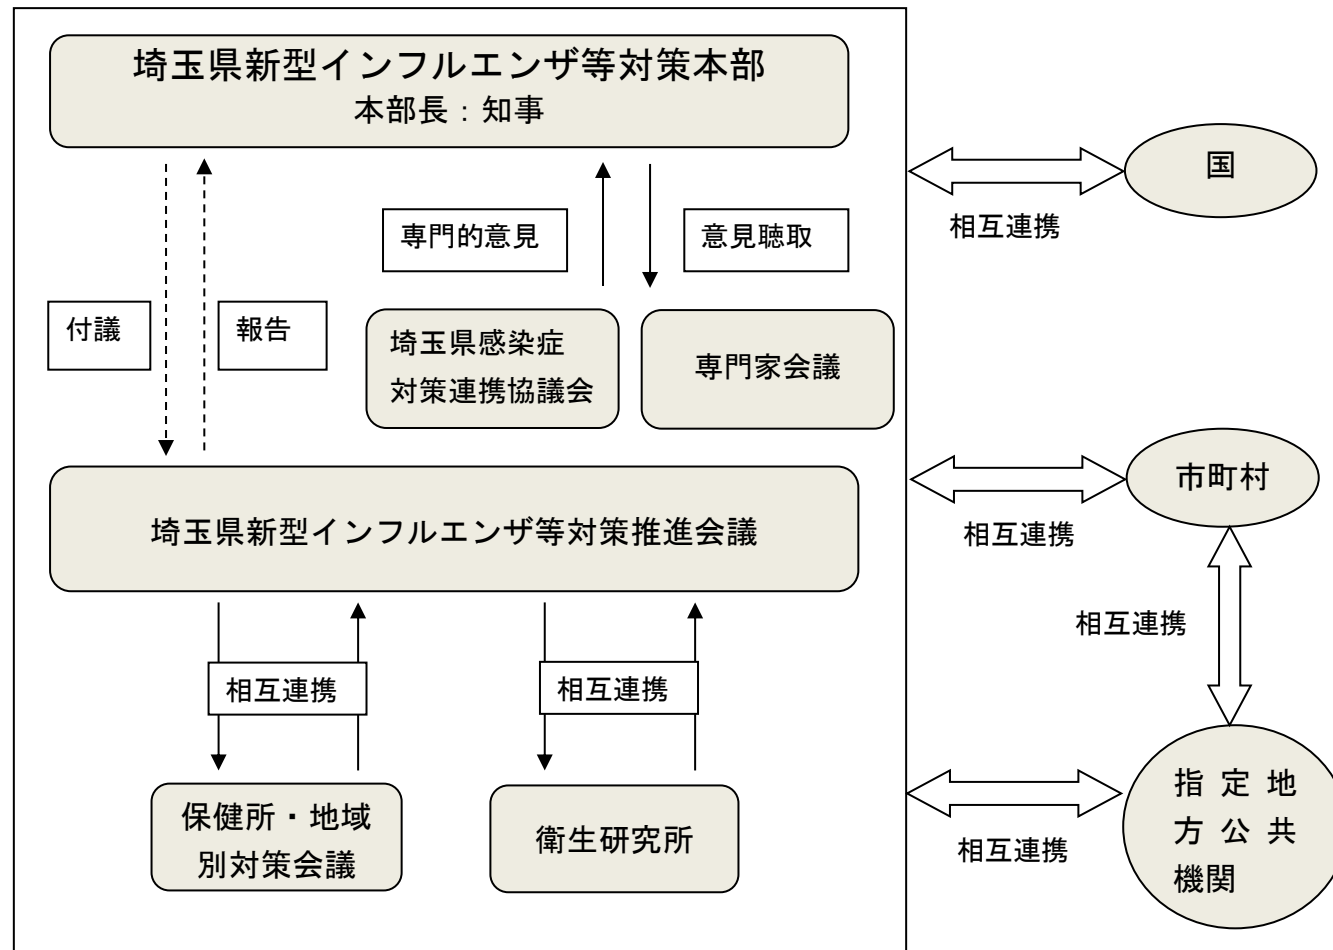 埼玉県新型インフルエンザ等対策本部
本部長：知事
国
相互連携
専門的意見
意見聴取
付議
報告
埼玉県感染症
対策連携協議会
専門家会議
市町村
相互連携
埼玉県新型インフルエンザ等対策推進会議
相互連携
相互連携
相互連携
保健所・地域
別対策会議
衛生研究所
指定地
方公共
機関
相互連携